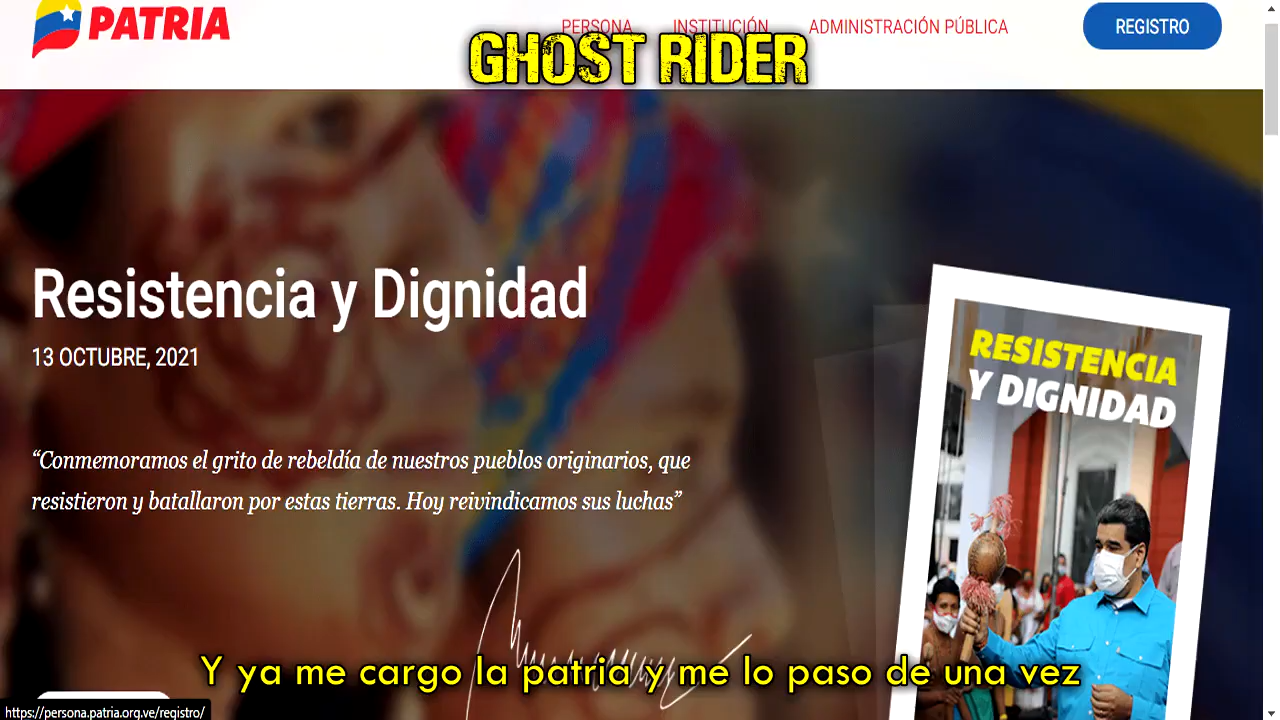 PATRIA
PERSONA INSTITUCIÓN ADMINISTRACIÓN PÚBLICA REGISTRO
GHOST RIDER
Resistencia y Dignidad
13 OCTUBRE, 2021
“Conmemoramos el grito de rebeldía de nuestros pueblos originarios, que
resistieron y batallaron por estas tierras. Hoy reivindicamos sus luchas”
RESISTENCIA
Y DIGNIDAD
Y ya me cargo la patria y me lo paso de una vez
https://persona.patria.org.ve/registro/